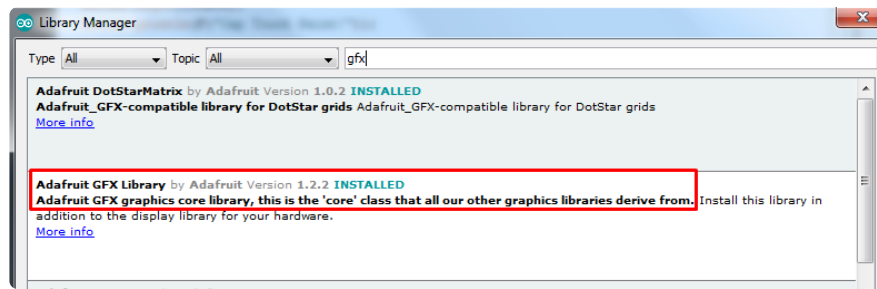 Library Manager
Type All Topic All gfx
Adafruit DotStarMatrix by Adafruit Version 1.0.2 INSTALLED
Adafruit_GFX-compatible library for DotStar grids Adafruit_GFX-compatible library for DotStar grids
More info
Adafruit GFX Library by Adafruit Version 1.2.2 INSTALLED
Adafruit GFX graphics core library, this is the 'core' class that all our other graphics libraries derive from. Install this library in
addition to the display library for your hardware.
More info